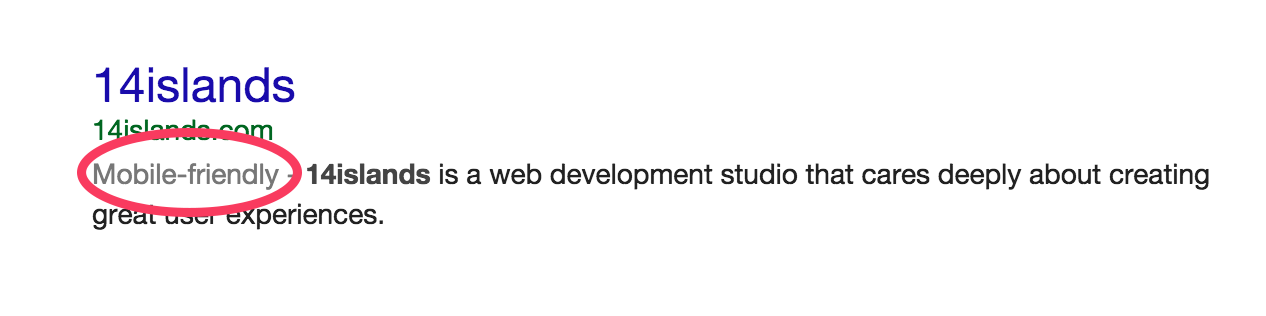 14islands
14islands.com
Mobile-friendly - 14islands is a web development studio that cares deeply about creating
great user experiences.